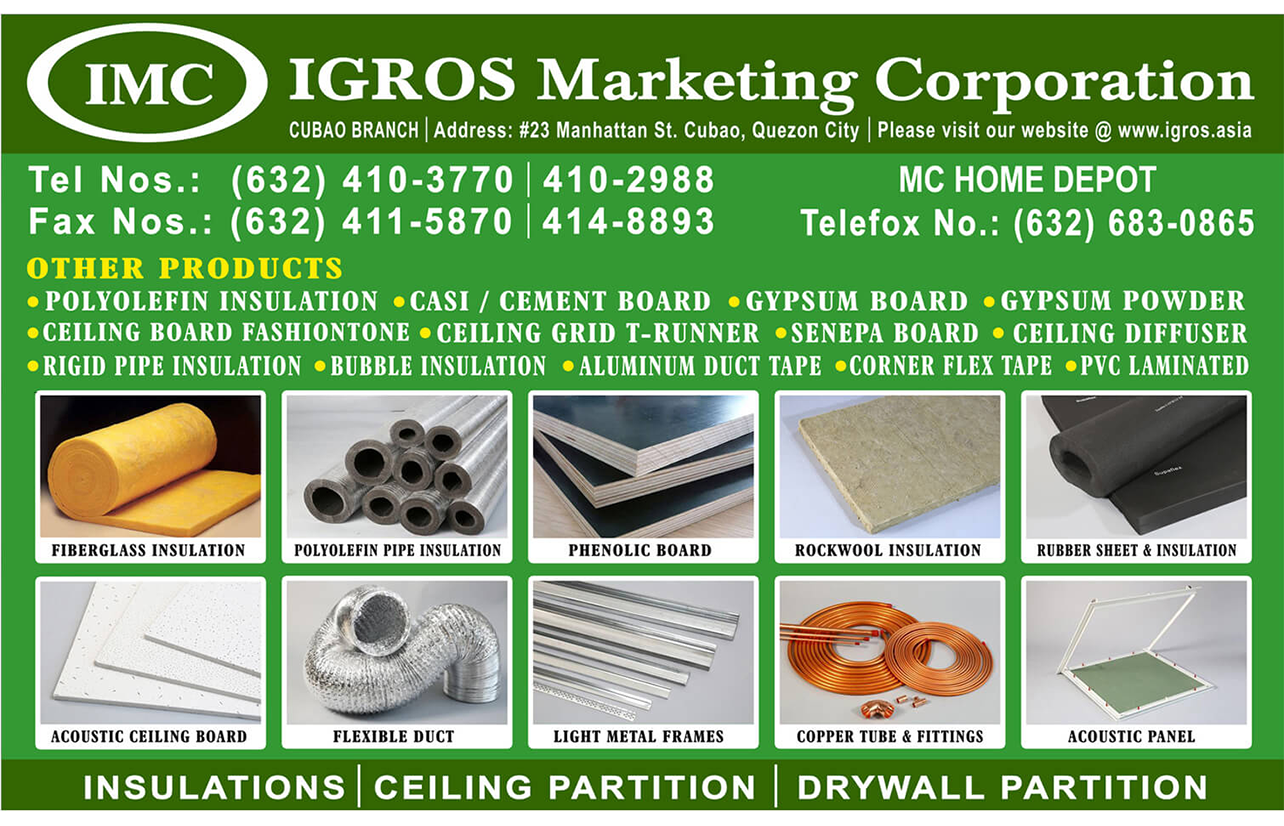 IMC
IGROS Marketing Corporation
CUBAO BRANCH | Address: #23 Manhattan St. Cubao, Quezon City | Please visit our website @ www.igros.asia
Tel Nos.: (632) 410-3770 | 410-2988
Fax Nos.: (632) 411-5870 | 414-8893
MC HOME DEPOT
Telefox No.: (632) 683-0865
OTHER PRODUCTS
•POLYOLEFIN INSULATION •CASI / CEMENT BOARD •GYPSUM BOARD •GYPSUM POWDER
•CEILING BOARD FASHIONTONE •CEILING GRID T-RUNNER •SENEPA BOARD • CEILING DIFFUSER
•RIGID PIPE INSULATION •BUBBLE INSULATION •ALUMINUM DUCT TAPE •CORNER FLEX TAPE •PVC LAMINATED
Supaflex
FIBERGLASS INSULATION
POLYOLEFIN PIPE INSULATION
PHENOLIC BOARD
ROCKWOOL INSULATION
RUBBER SHEET & INSULATION
ACOUSTIC CEILING BOARD
FLEXIBLE DUCT
LIGHT METAL FRAMES
COPPER TUBE & FITTINGS
ACOUSTIC PANEL
INSULATIONS | CEILING PARTITION | DRYWALL PARTITION